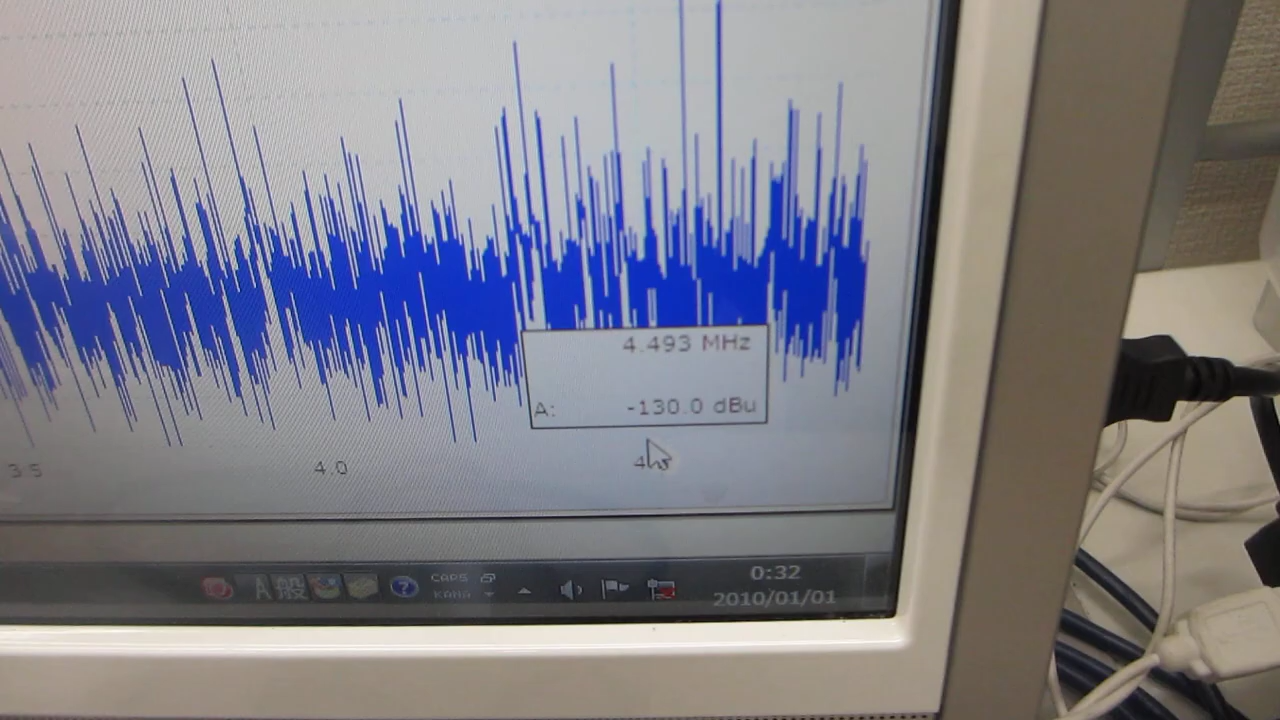 4.493 MHz
A: -130.0 dBu
3.5
4.0
A 般
CAPS
KANA
0:32
2010/01/01